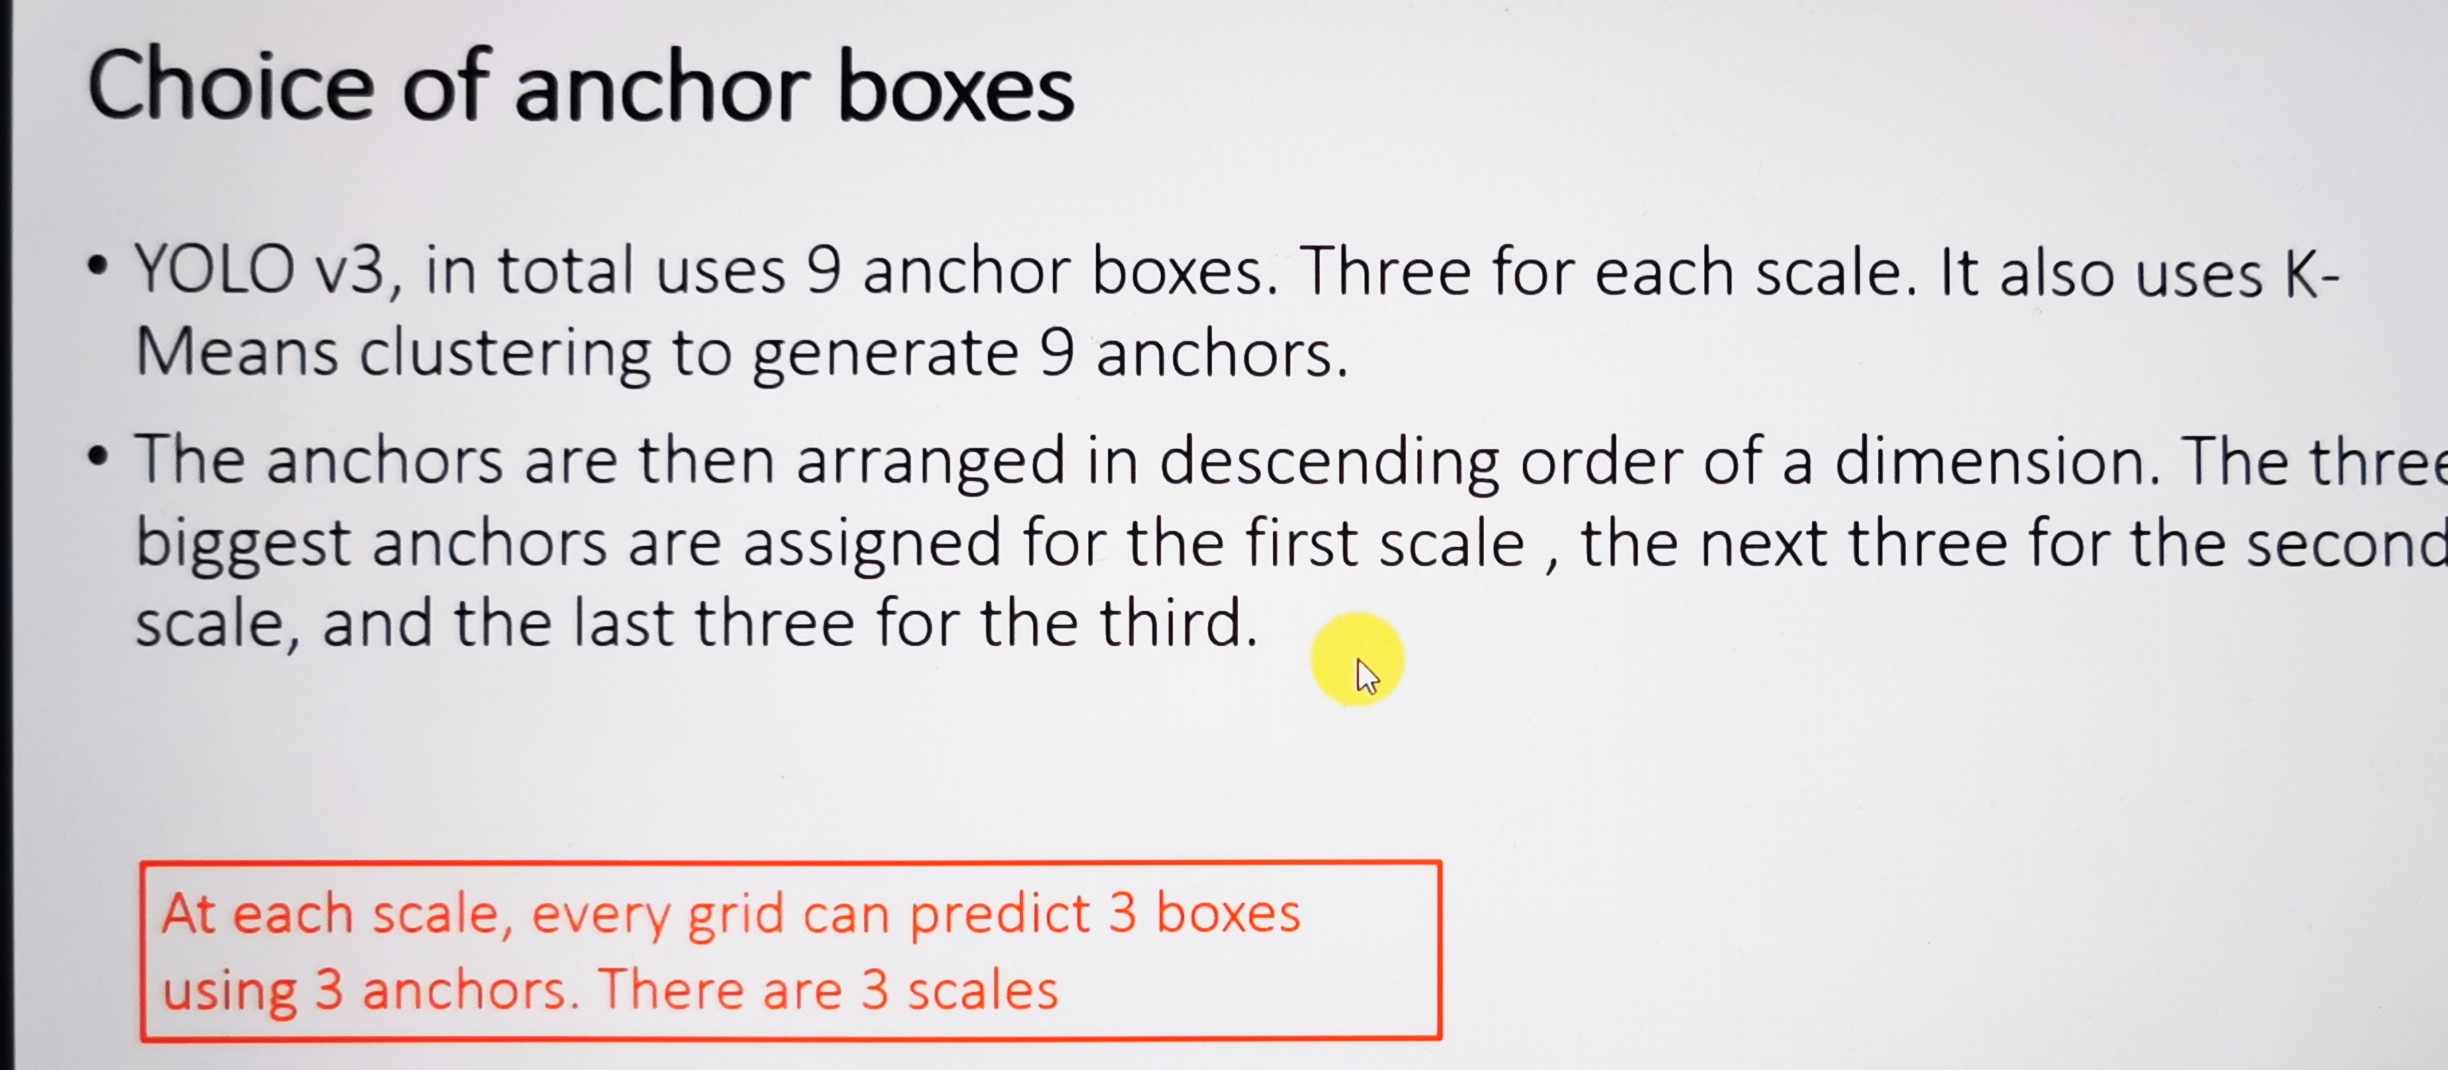 Choice of anchor boxes
• YOLO v3, in total uses 9 anchor boxes. Three for each scale. It also uses K-
Means clustering to generate 9 anchors.
• The anchors are then arranged in descending order of a dimension. The three
biggest anchors are assigned for the first scale , the next three for the second
scale, and the last three for the third.
At each scale, every grid can predict 3 boxes
using 3 anchors. There are 3 scales